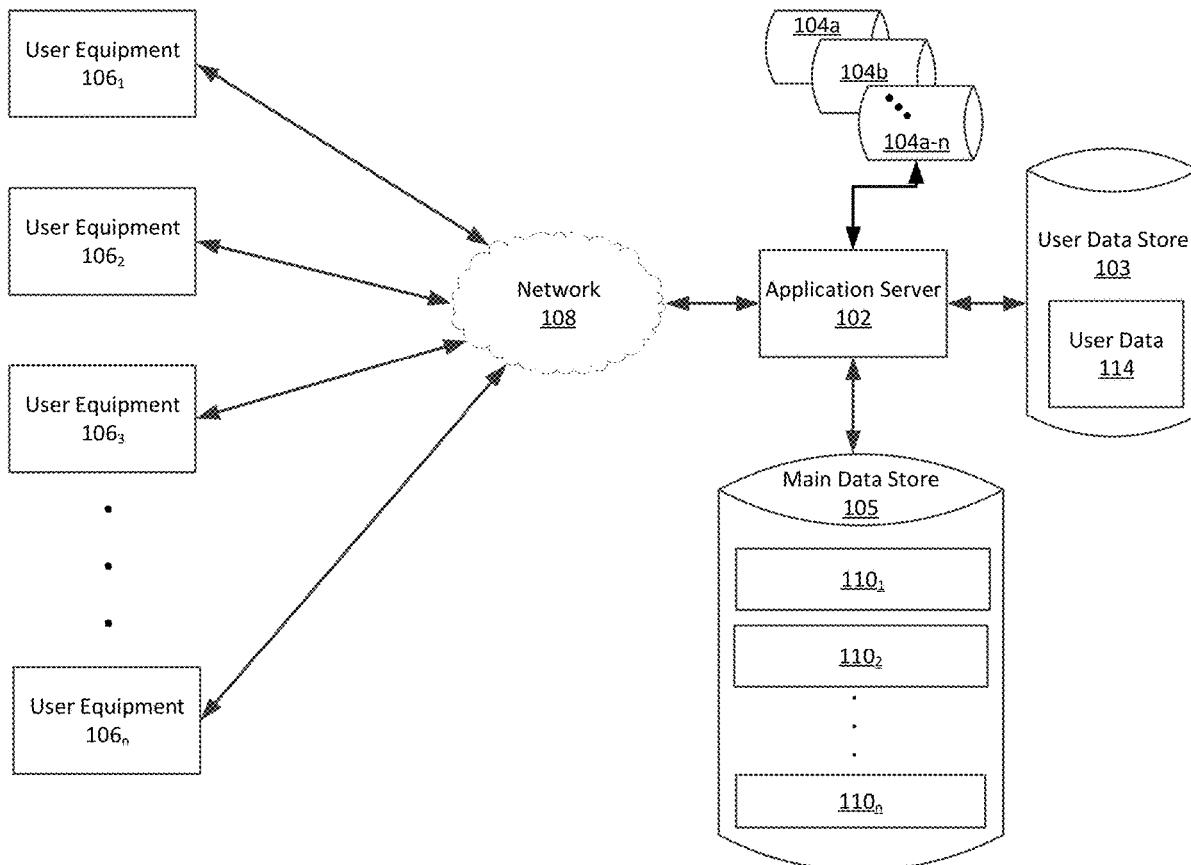 User Equipment
106₁
User Equipment
106₂
User Equipment
106₃
User Equipment
106ₙ
Network
108
104a
104b
104a-n
Application Server
102
User Data Store
103
User Data
114
Main Data Store
105
110₁
110₂
110ₙ